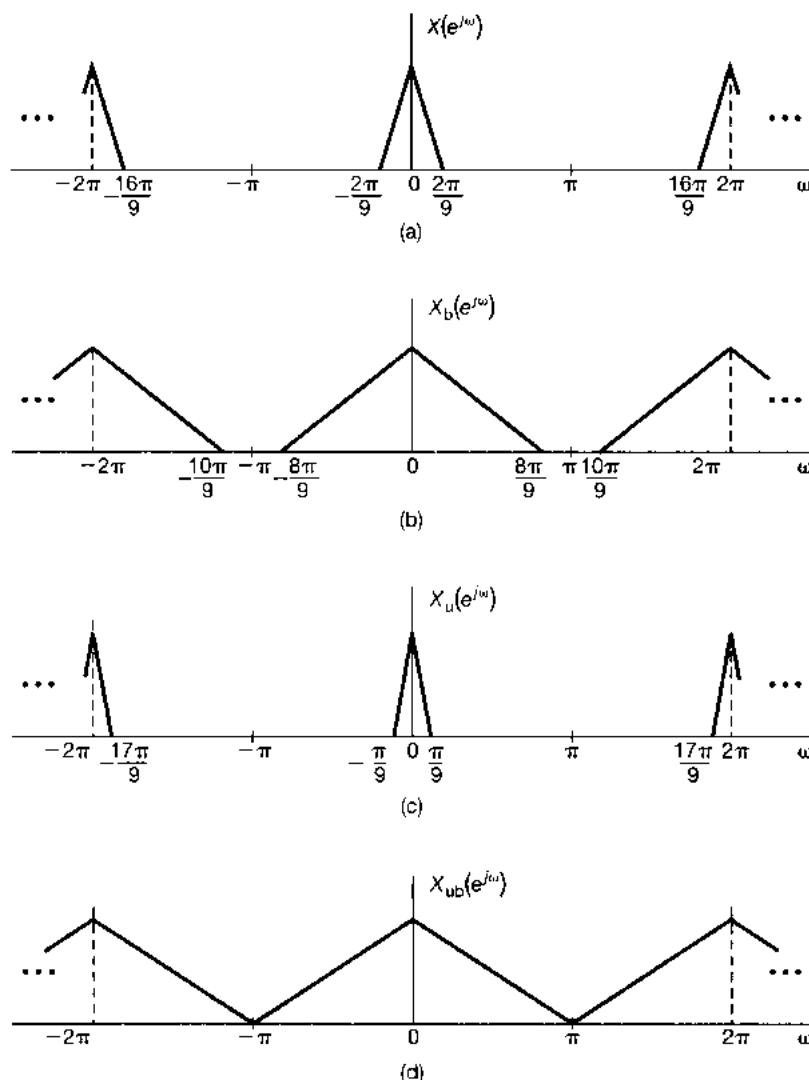 X(e^{jω})
... ...
−2π −16π/9 −π −2π/9 0 2π/9 π 16π/9 2π ω
(a)
X_b(e^{jω})
... ...
−2π −10π/9 −π −8π/9 0 8π/9 π 10π/9 2π ω
(b)
X_u(e^{jω})
... ...
−2π −17π/9 −π −π/9 0 π/9 π 17π/9 2π ω
(c)
X_{ub}(e^{jω})
... ...
−2π −π 0 π 2π ω
(d)